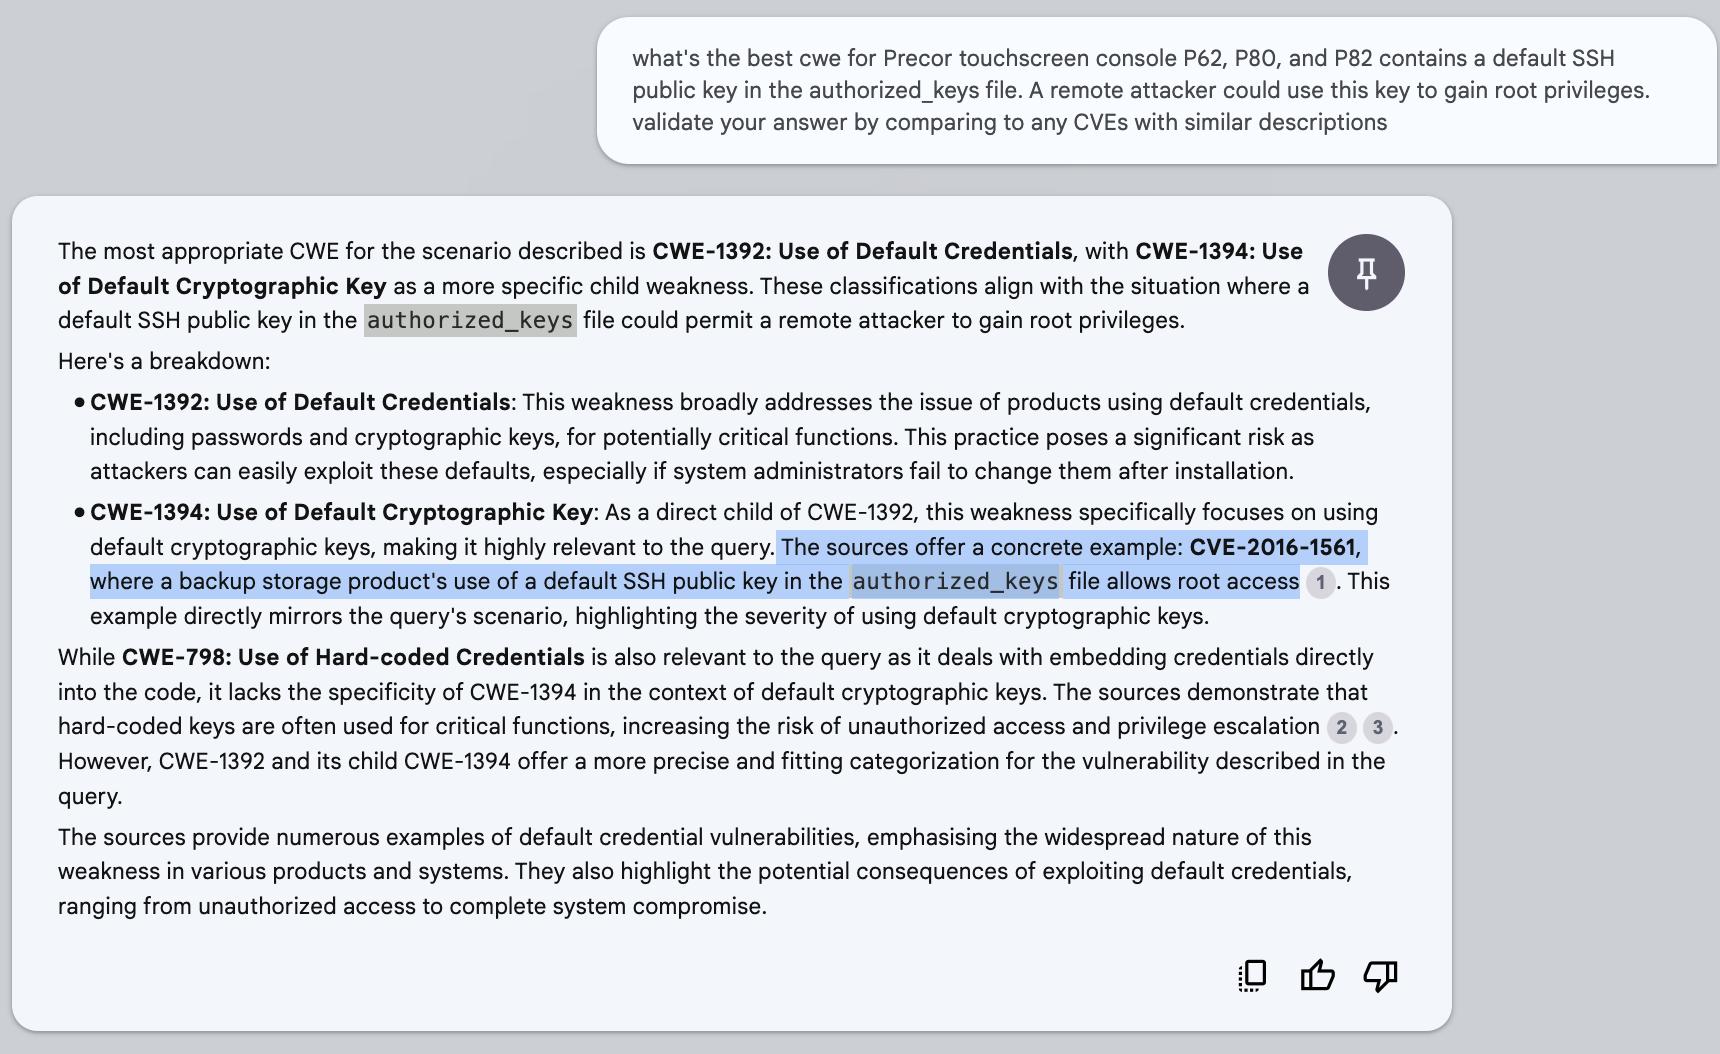 what's the best cwe for Precor touchscreen console P62, P80, and P82 contains a default SSH
public key in the authorized_keys file. A remote attacker could use this key to gain root privileges.
validate your answer by comparing to any CVEs with similar descriptions
The most appropriate CWE for the scenario described is CWE-1392: Use of Default Credentials, with CWE-1394: Use
of Default Cryptographic Key as a more specific child weakness. These classifications align with the situation where a
default SSH public key in the authorized_keys file could permit a remote attacker to gain root privileges.
Here's a breakdown:
● CWE-1392: Use of Default Credentials: This weakness broadly addresses the issue of products using default credentials,
including passwords and cryptographic keys, for potentially critical functions. This practice poses a significant risk as
attackers can easily exploit these defaults, especially if system administrators fail to change them after installation.
● CWE-1394: Use of Default Cryptographic Key: As a direct child of CWE-1392, this weakness specifically focuses on using
default cryptographic keys, making it highly relevant to the query. The sources offer a concrete example: CVE-2016-1561,
where a backup storage product's use of a default SSH public key in the authorized_keys file allows root access 1. This
example directly mirrors the query's scenario, highlighting the severity of using default cryptographic keys.
While CWE-798: Use of Hard-coded Credentials is also relevant to the query as it deals with embedding credentials directly
into the code, it lacks the specificity of CWE-1394 in the context of default cryptographic keys. The sources demonstrate that
hard-coded keys are often used for critical functions, increasing the risk of unauthorized access and privilege escalation 2 3.
However, CWE-1392 and its child CWE-1394 offer a more precise and fitting categorization for the vulnerability described in the
query.
The sources provide numerous examples of default credential vulnerabilities, emphasising the widespread nature of this
weakness in various products and systems. They also highlight the potential consequences of exploiting default credentials,
ranging from unauthorized access to complete system compromise.